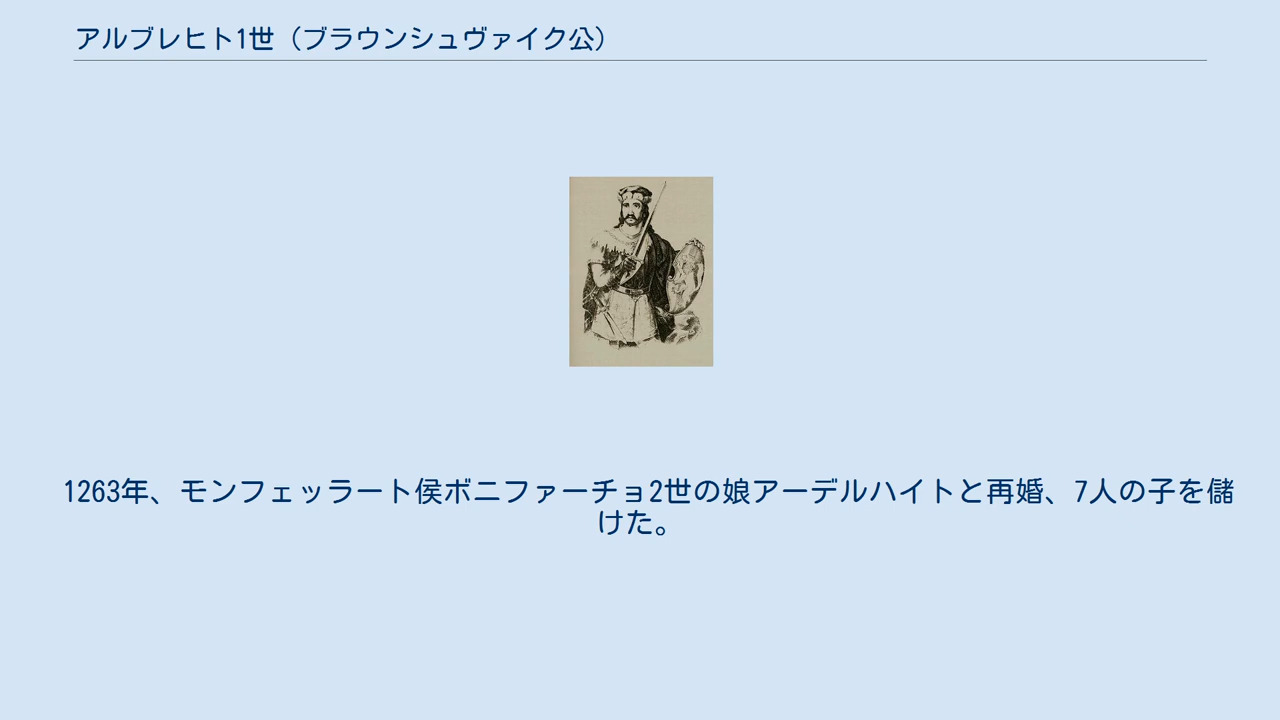 アルブレヒト1世（ブラウンシュヴァイク公）
1263年、モンフェッラート侯ボニファーチョ2世の娘アーデルハイトと再婚、7人の子を儲
けた。